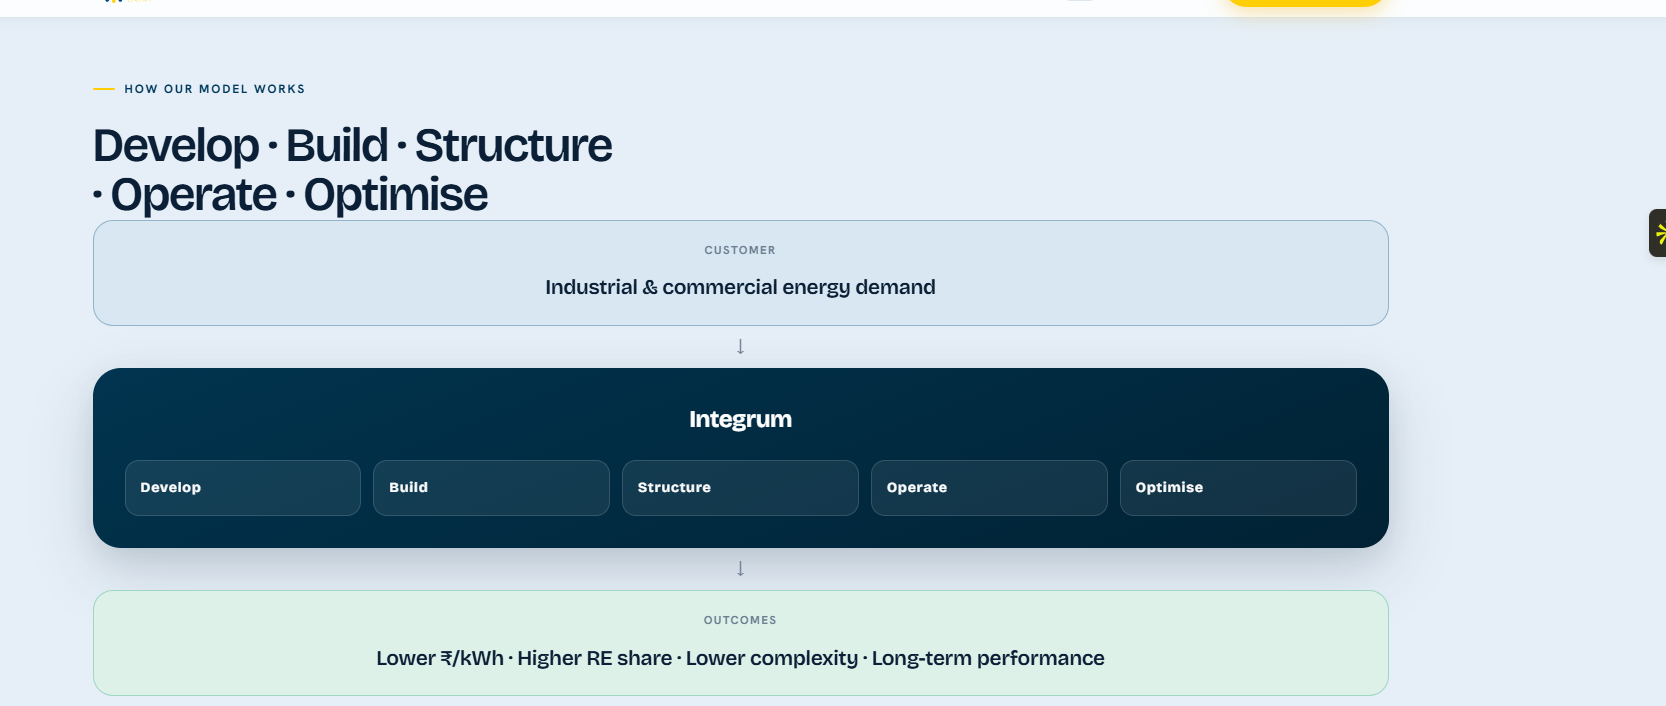 HOW OUR MODEL WORKS
Develop · Build · Structure
· Operate · Optimise
CUSTOMER
Industrial & commercial energy demand
↓
Integrum
Develop
Build
Structure
Operate
Optimise
↓
OUTCOMES
Lower ₹/kWh · Higher RE share · Lower complexity · Long-term performance